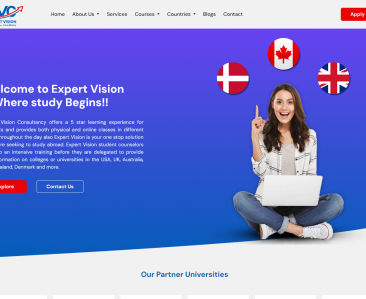 VC
T VISION
Home About Us Services Courses Countries Blogs Contact
Apply
lcome to Expert Vision
Where study Begins!!
Vision Consultancy offers a 5 star learning experience for
and provides both physical and online classes in different
hroughout the day also Expert Vision is your one stop solution
re seeking to study abroad. Expert Vision student counselors
o an intensive training before they are delegated to provide
ormation on colleges or universities in the USA, UK, Australia,
aland, Denmark and more.
xplore Contact Us
Our Partner Universities